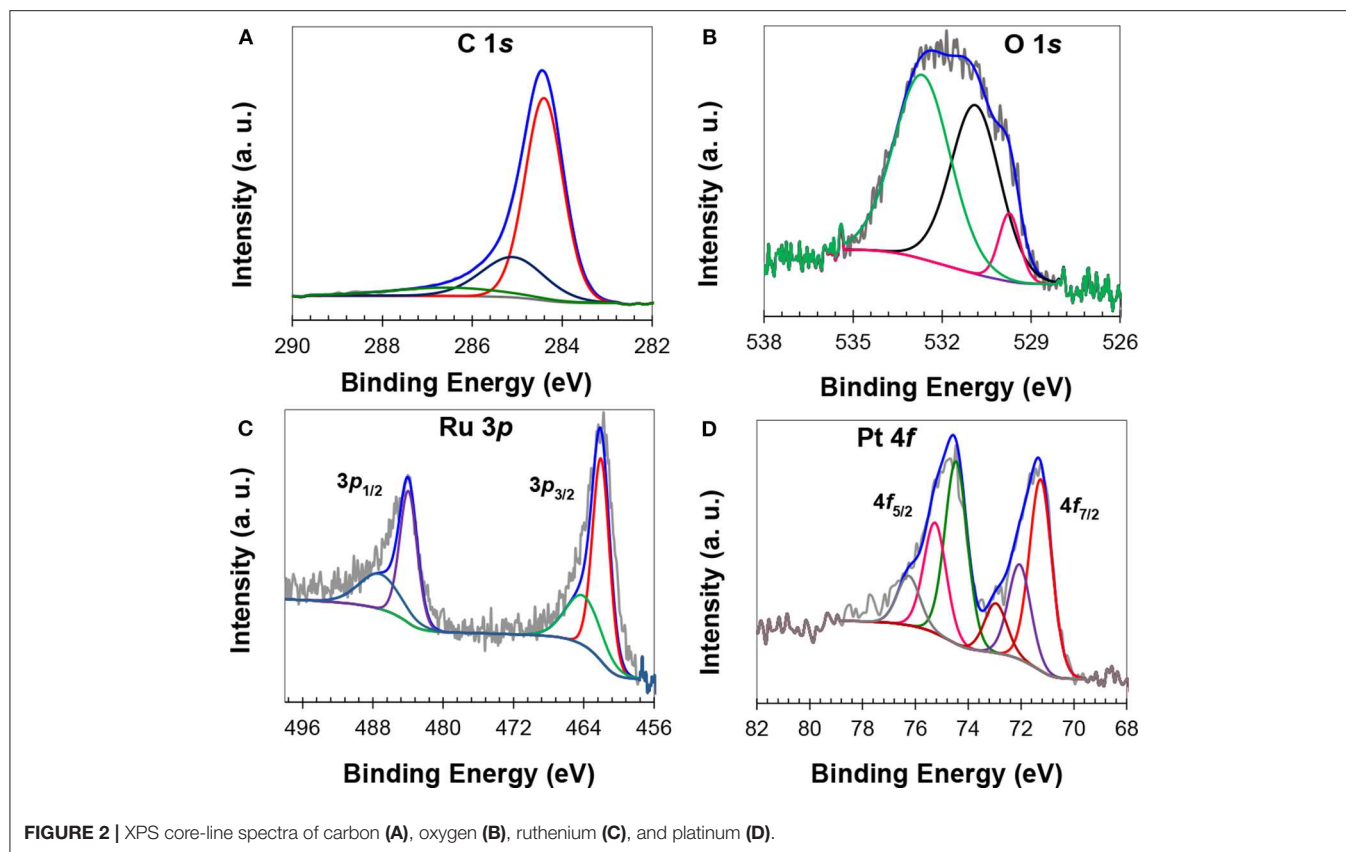 A
C 1s
Intensity (a. u.)
290 288 286 284 282
Binding Energy (eV)
B
O 1s
Intensity (a. u.)
538 535 532 529 526
Binding Energy (eV)
C
Ru 3p
3p1/2
3p3/2
Intensity (a. u.)
496 488 480 472 464 456
Binding Energy (eV)
D
Pt 4f
4f5/2
4f7/2
Intensity (a. u.)
82 80 78 76 74 72 70 68
Binding Energy (eV)
FIGURE 2 | XPS core-line spectra of carbon (A), oxygen (B), ruthenium (C), and platinum (D).